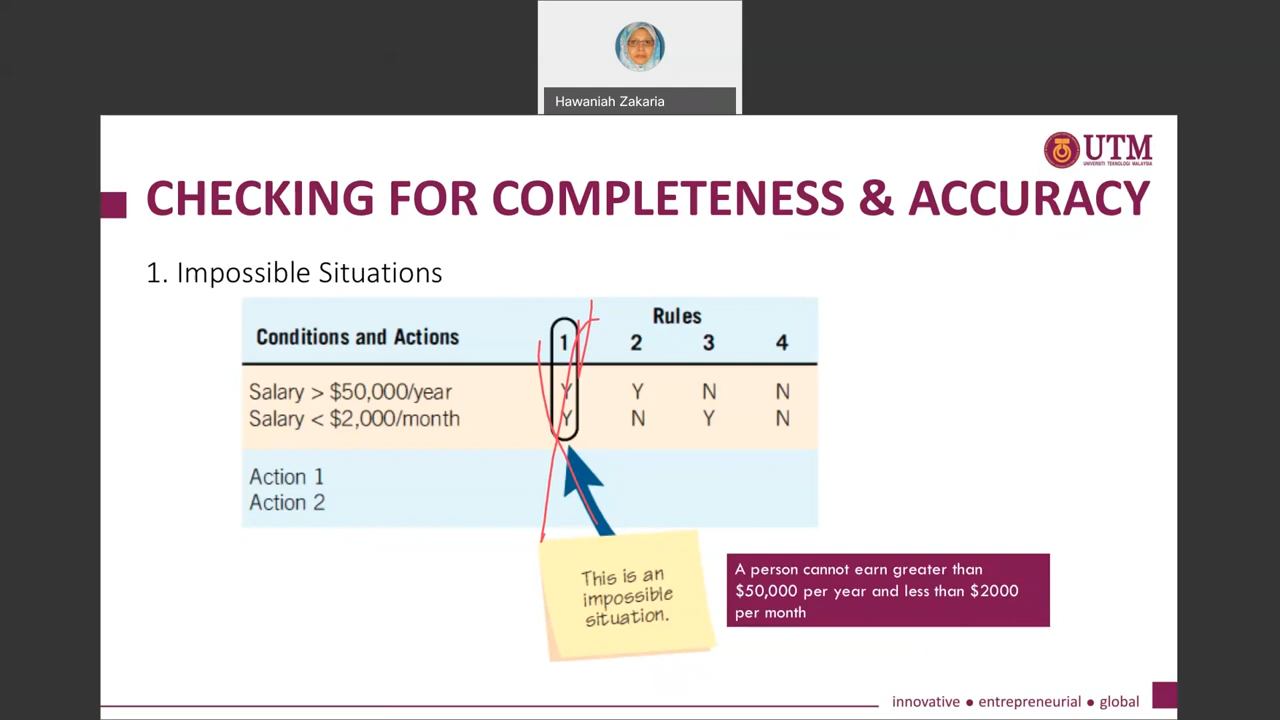 Hawaniah Zakaria
UTM
UNIVERSITI TEKNOLOGI MALAYSIA
CHECKING FOR COMPLETENESS & ACCURACY
1. Impossible Situations
Conditions and Actions
Rules
1 2 3 4
Salary > $50,000/year Y Y N N
Salary < $2,000/month Y N Y N
Action 1
Action 2
This is an
impossible
situation.
A person cannot earn greater than
$50,000 per year and less than $2000
per month
innovative ● entrepreneurial ● global